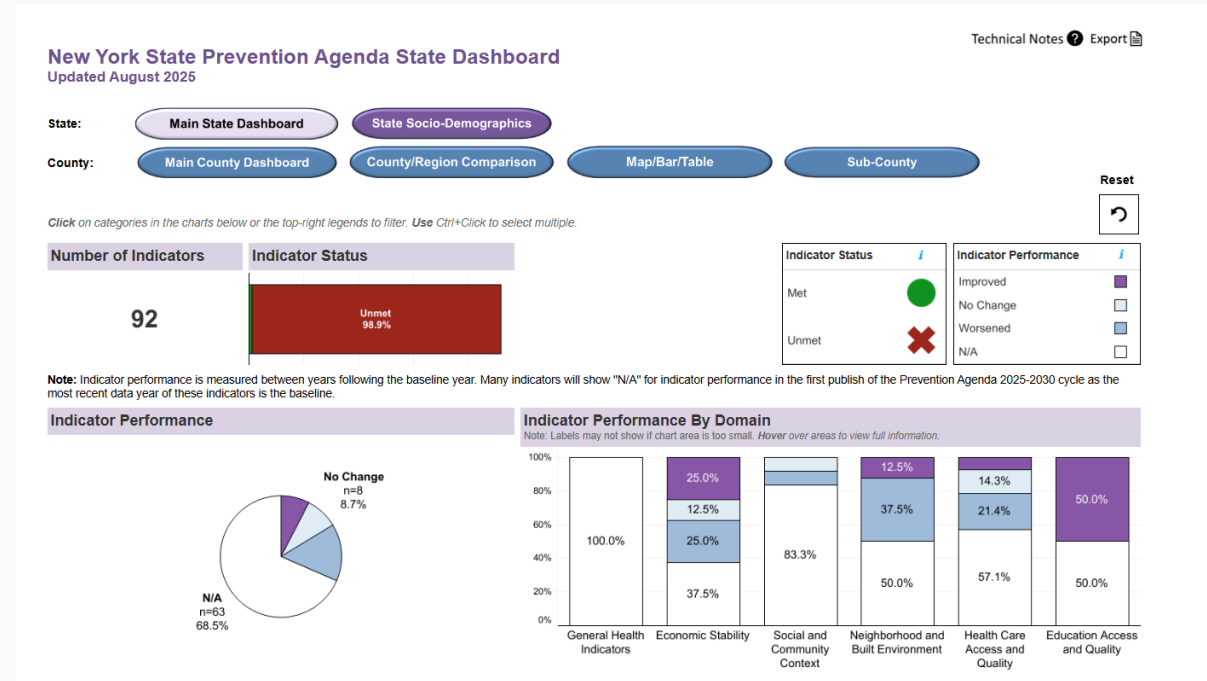 Technical Notes ? Export
New York State Prevention Agenda State Dashboard
Updated August 2025
State:
Main State Dashboard
State Socio-Demographics
County:
Main County Dashboard
County/Region Comparison
Map/Bar/Table
Sub-County
Reset
Click on categories in the charts below or the top-right legends to filter. Use Ctrl+Click to select multiple.
Number of Indicators
Indicator Status
92
Unmet
98.9%
Indicator Status i
Met
Unmet
Indicator Performance i
Improved
No Change
Worsened
N/A
Note: Indicator performance is measured between years following the baseline year. Many indicators will show "N/A" for indicator performance in the first publish of the Prevention Agenda 2025-2030 cycle as the
most recent data year of these indicators is the baseline.
Indicator Performance
No Change
n=8
8.7%
N/A
n=63
68.5%
Indicator Performance By Domain
Note: Labels may not show if chart area is too small. Hover over areas to view full information.
100%
80%
60%
40%
20%
0%
100.0%
25.0%
12.5%
25.0%
37.5%
83.3%
12.5%
37.5%
50.0%
14.3%
21.4%
57.1%
50.0%
50.0%
General Health
Indicators
Economic Stability
Social and
Community
Context
Neighborhood and
Built Environment
Health Care
Access and
Quality
Education Access
and Quality